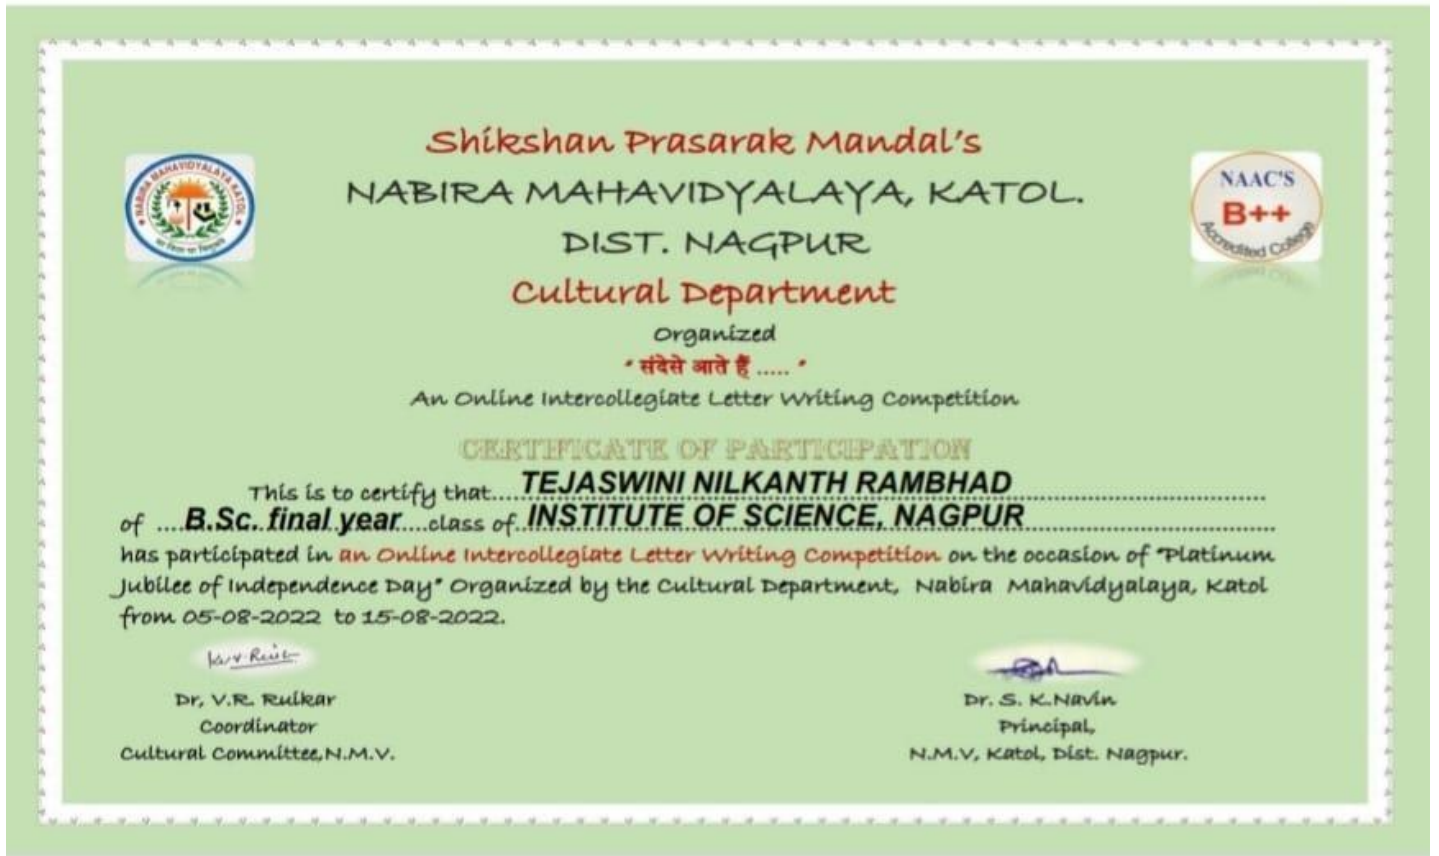 Shikshan Prasarak Mandal's
NABIRA MAHAVIDYALAYA, KATOL.
DIST. NAGPUR
NABIRA MAHAVIDYALAYA KATOL
NAAC'S
B++
Accredited College
Cultural Department
Organized
" संदेसे आते हैं ..... "
An Online Intercollegiate Letter Writing Competition
CERTIFICATE OF PARTICIPATION
This is to certify that....TEJASWINI NILKANTH RAMBHAD
of ....B.Sc. final year....class of. INSTITUTE OF SCIENCE, NAGPUR
has participated in an Online Intercollegiate Letter Writing Competition on the occasion of "Platinum
Jubilee of Independence Day" Organized by the Cultural Department, Nabira Mahavidyalaya, Katol
from 05-08-2022 to 15-08-2022.
Dr, V.R. Ruikar
Coordinator
Cultural Committee,N.M.V.
Dr. S. K.Navin
Principal,
N.M.V, Katol, Dist. Nagpur.